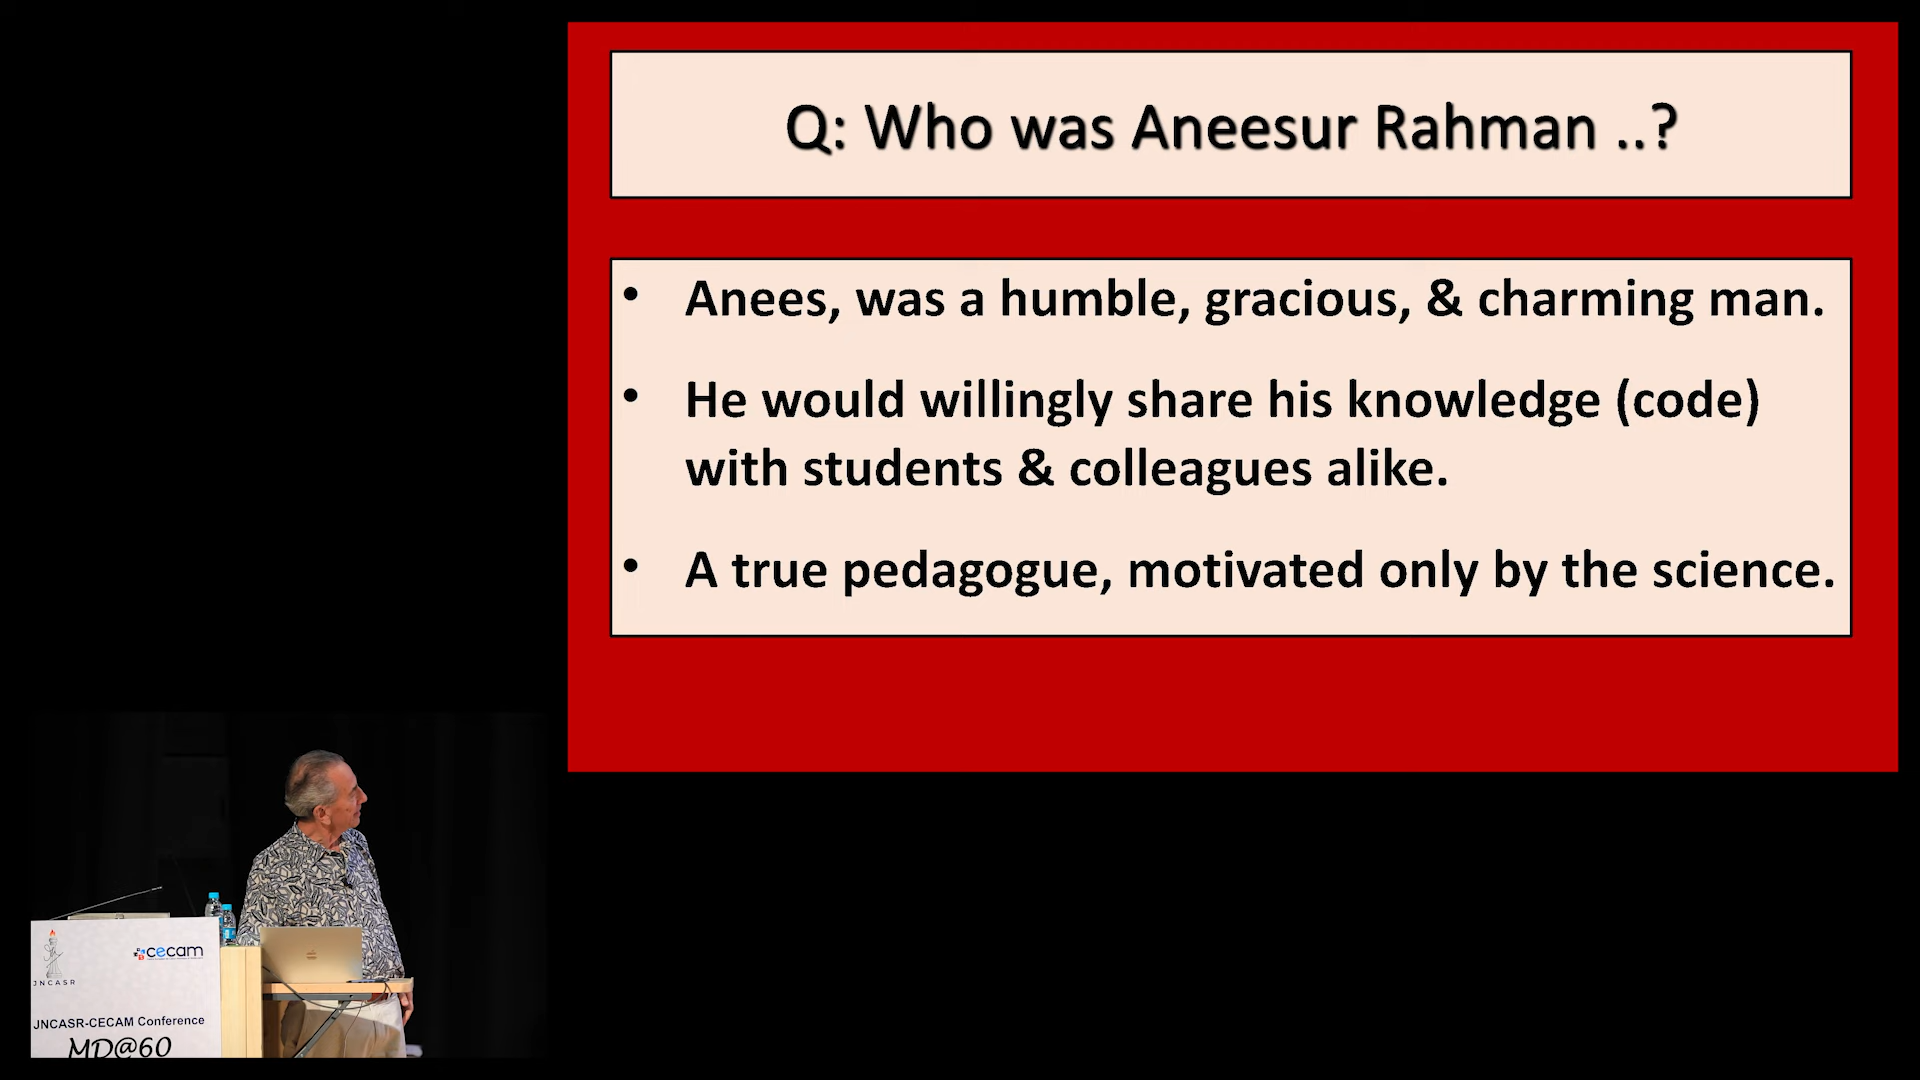 Q: Who was Aneesur Rahman ..?
• Anees, was a humble, gracious, & charming man.
• He would willingly share his knowledge (code)
with students & colleagues alike.
• A true pedagogue, motivated only by the science.
cecam
JNCASR
JNCASR-CECAM Conference
MD@60